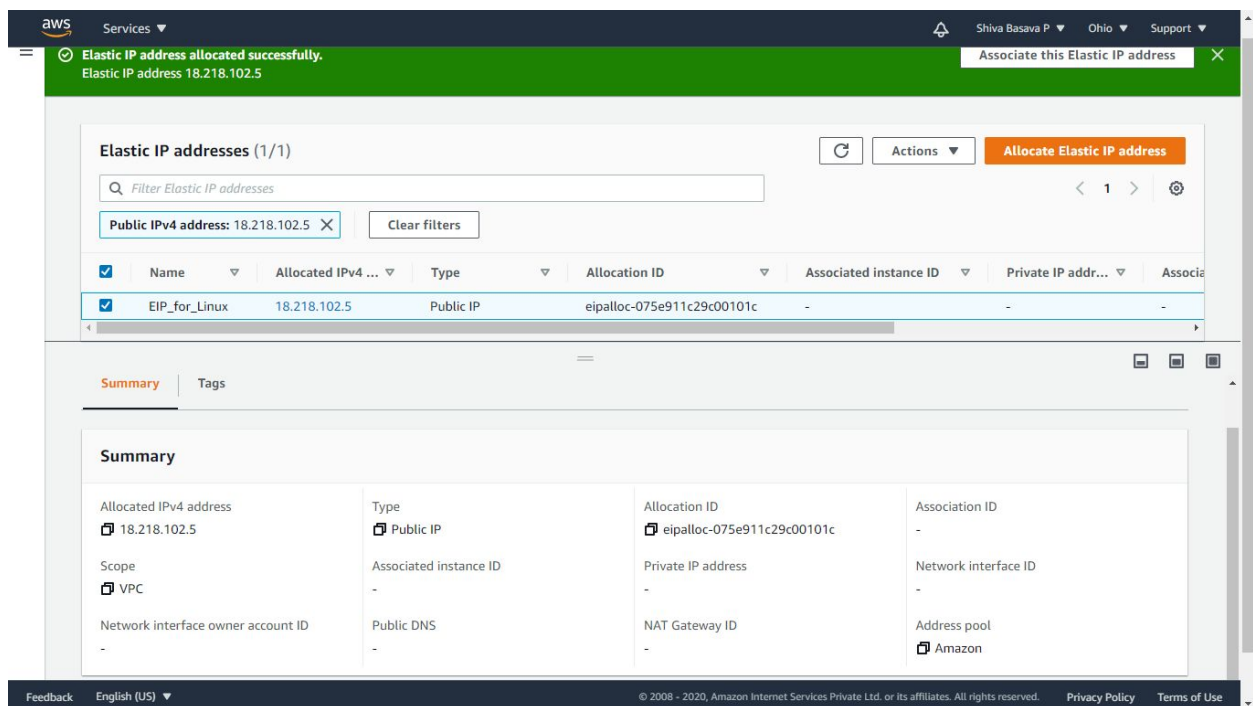 aws Services Shiva Basava P Ohio Support
Elastic IP address allocated successfully.
Elastic IP address 18.218.102.5
Associate this Elastic IP address
Elastic IP addresses (1/1)
Actions
Allocate Elastic IP address
Filter Elastic IP addresses
1
Public IPv4 address: 18.218.102.5
Clear filters
Name Allocated IPv4 ... Type Allocation ID Associated instance ID Private IP addr... Associa
EIP_for_Linux 18.218.102.5 Public IP eipalloc-075e911c29c00101c - - -
Summary Tags
Summary
Allocated IPv4 address Type Allocation ID Association ID
18.218.102.5 Public IP eipalloc-075e911c29c00101c -
Scope Associated instance ID Private IP address Network interface ID
VPC - - -
Network interface owner account ID Public DNS NAT Gateway ID Address pool
- - - Amazon
Feedback English (US) © 2008 - 2020, Amazon Internet Services Private Ltd. or its affiliates. All rights reserved. Privacy Policy Terms of Use